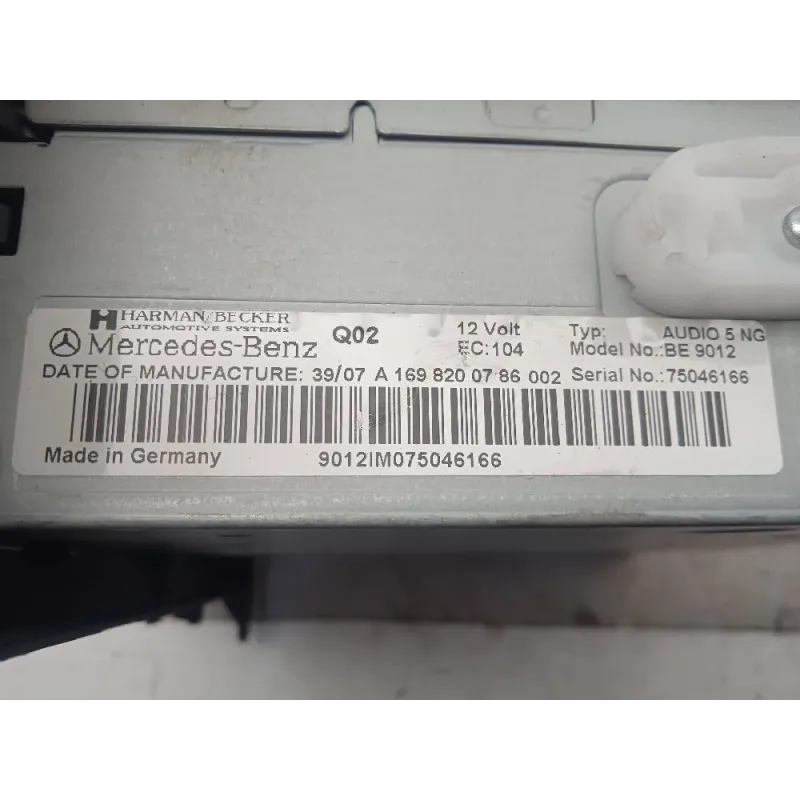 HARMAN/BECKER
AUTOMOTIVE SYSTEMS
Mercedes-Benz Q02 12 Volt Typ: AUDIO 5 NG
EC:104 Model No.:BE 9012
DATE OF MANUFACTURE: 39/07 A 169 820 07 86 002 Serial No.:75046166
Made in Germany 9012IM075046166